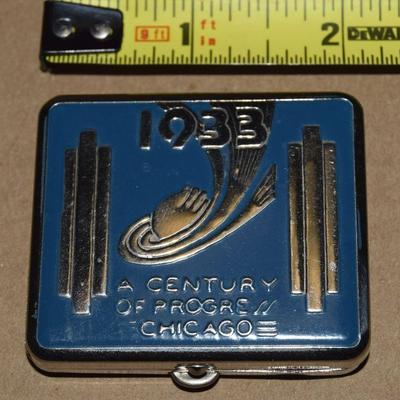 9 ft 1 ft in 2 DEWAL
1933
A CENTURY
OF PROGRESS
CHICAGO